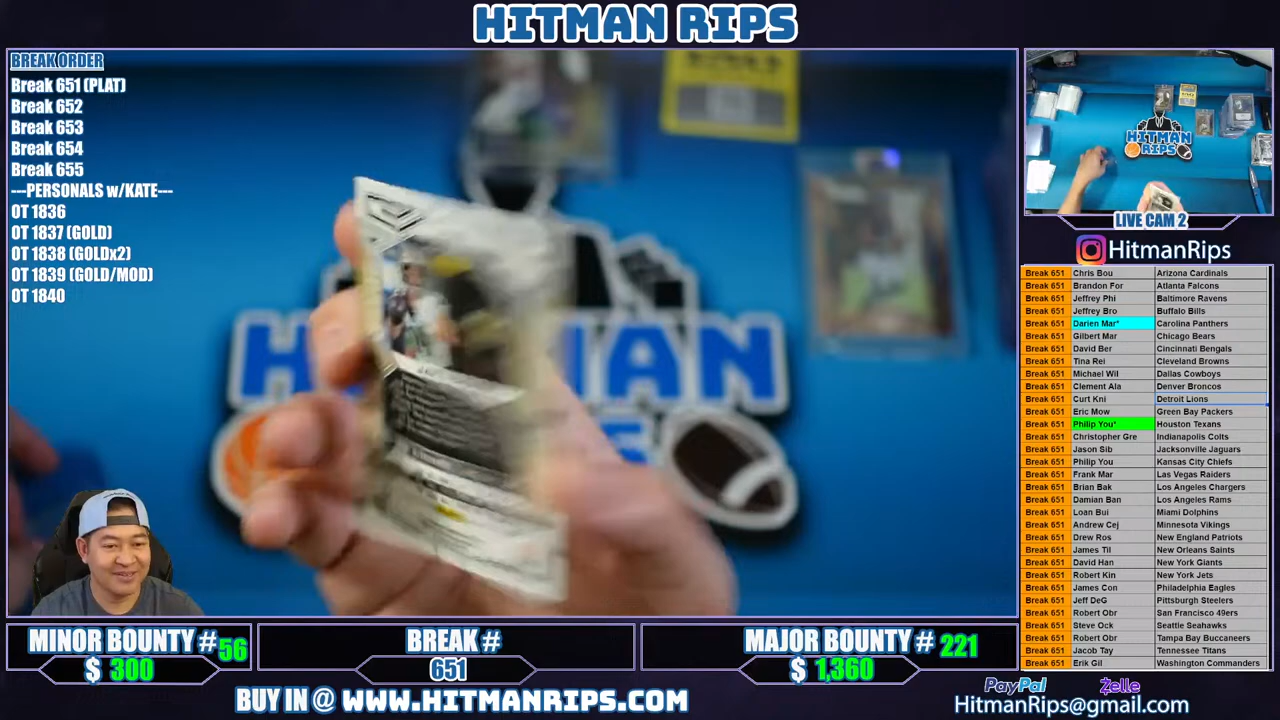 HITMAN RIPS
BREAK ORDER
Break 651 (PLAT)
Break 652
Break 653
Break 654
Break 655
---PERSONALS w/KATE---
OT 1836
OT 1837 (GOLD)
OT 1838 (GOLDx2)
OT 1839 (GOLD/MOD)
OT 1840
HITMAN
RIPS
LIVE CAM 2
HitmanRips
Break 651 Chris Bou Arizona Cardinals
Break 651 Brandon For Atlanta Falcons
Break 651 Jeffrey Phi Baltimore Ravens
Break 651 Jeffrey Bro Buffalo Bills
Break 651 Darien Mar* Carolina Panthers
Break 651 Gilbert Mar Chicago Bears
Break 651 David Ber Cincinnati Bengals
Break 651 Tina Rei Cleveland Browns
Break 651 Michael Wil Dallas Cowboys
Break 651 Clement Ala Denver Broncos
Break 651 Curt Kni Detroit Lions
Break 651 Eric Mow Green Bay Packers
Break 651 Philip You* Houston Texans
Break 651 Christopher Gre Indianapolis Colts
Break 651 Jason Sib Jacksonville Jaguars
Break 651 Philip You Kansas City Chiefs
Break 651 Frank Mar Las Vegas Raiders
Break 651 Brian Bak Los Angeles Chargers
Break 651 Damian Ban Los Angeles Rams
Break 651 Loan Bui Miami Dolphins
Break 651 Andrew Cej Minnesota Vikings
Break 651 Drew Ros New England Patriots
Break 651 James Til New Orleans Saints
Break 651 David Han New York Giants
Break 651 Robert Kin New York Jets
Break 651 James Con Philadelphia Eagles
Break 651 Jeff DeG Pittsburgh Steelers
Break 651 Robert Obr San Francisco 49ers
Break 651 Steve Ock Seattle Seahawks
Break 651 Robert Obr Tampa Bay Buccaneers
Break 651 Jacob Tay Tennessee Titans
Break 651 Erik Gil Washington Commanders
MINOR BOUNTY # 56
$ 300
BREAK #
651
MAJOR BOUNTY # 221
$ 1,360
BUY IN @ WWW.HITMANRIPS.COM
PayPal Zelle
HitmanRips@gmail.com